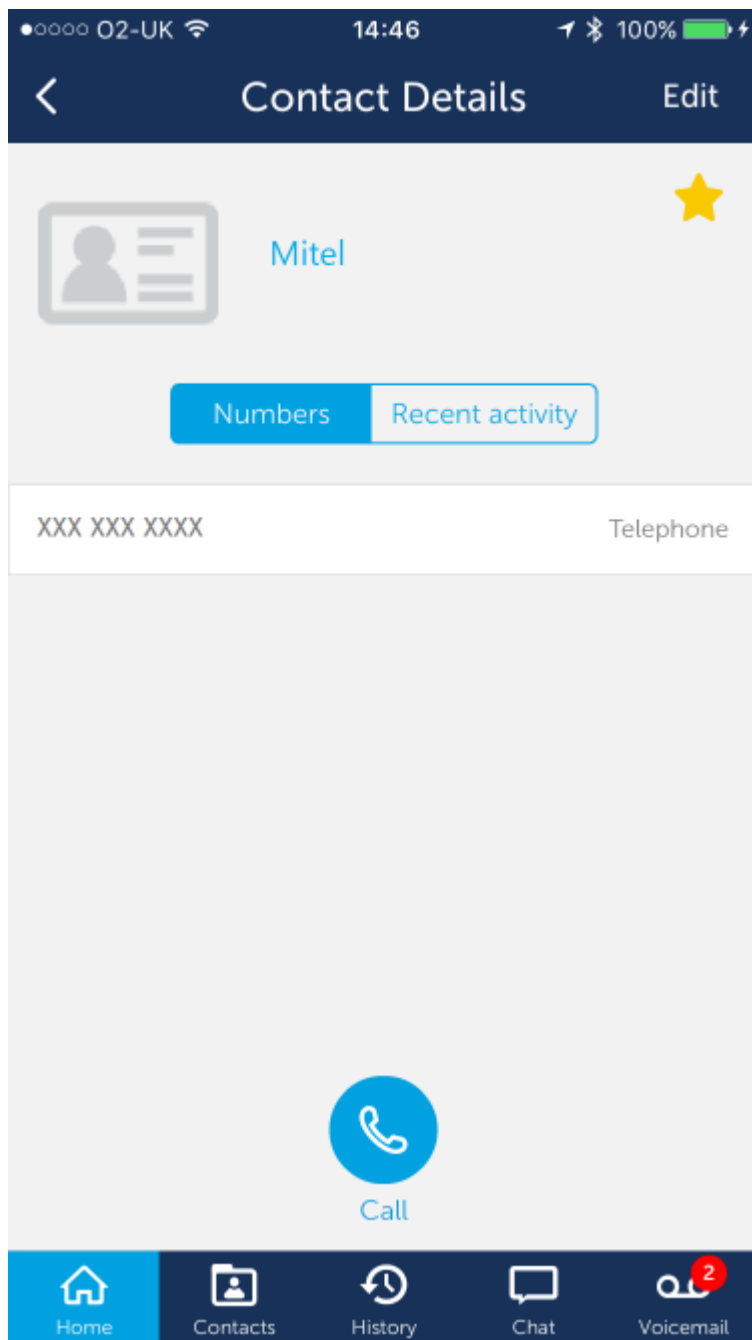 O2-UK 14:46 100%
Contact Details Edit
Mitel
Numbers Recent activity
XXX XXX XXXX Telephone
Call
2
Home Contacts History Chat Voicemail